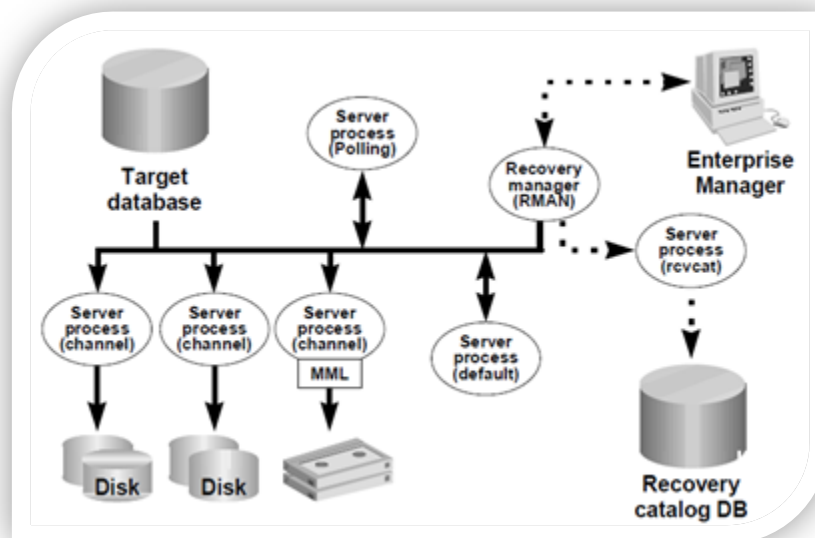 Target
database
Server
process
(Polling)
Recovery
manager
(RMAN)
Enterprise
Manager
Server
process
(rcvcat)
Server
process
(channel)
Server
process
(channel)
Server
process
(channel)
MML
Server
process
(default)
Disk
Disk
Recovery
catalog DB